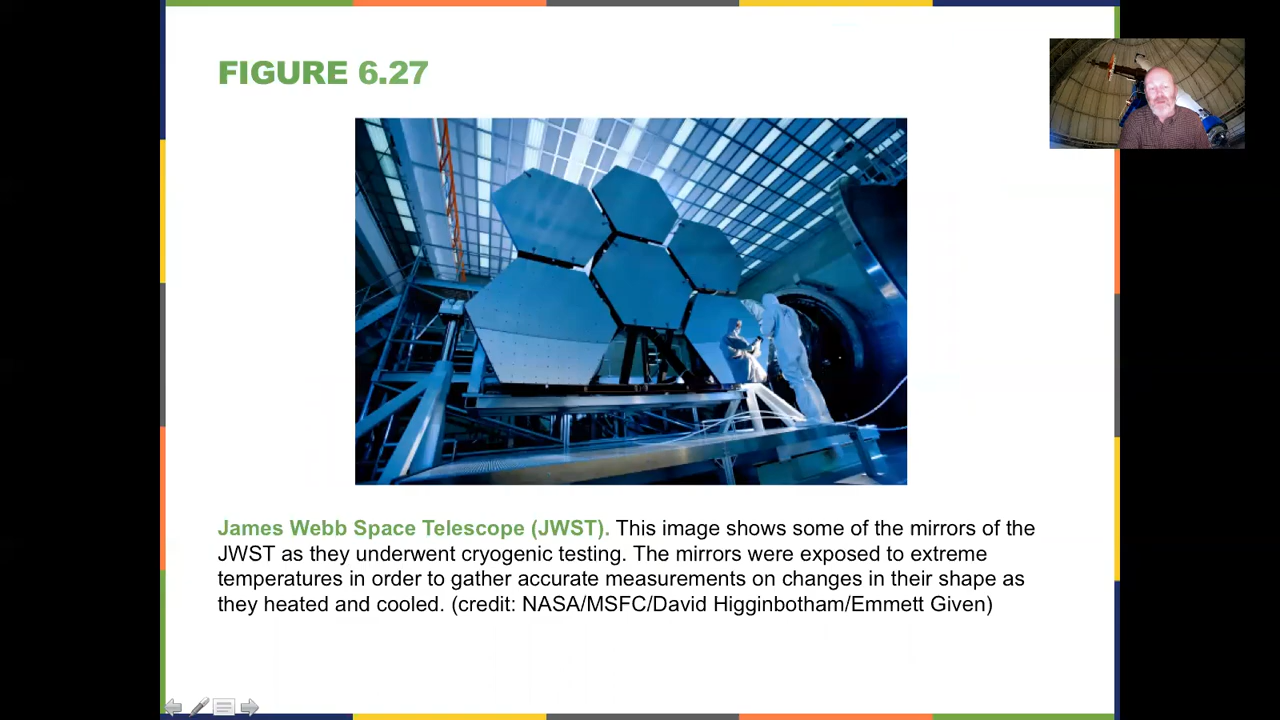 FIGURE 6.27
James Webb Space Telescope (JWST). This image shows some of the mirrors of the
JWST as they underwent cryogenic testing. The mirrors were exposed to extreme
temperatures in order to gather accurate measurements on changes in their shape as
they heated and cooled. (credit: NASA/MSFC/David Higginbotham/Emmett Given)